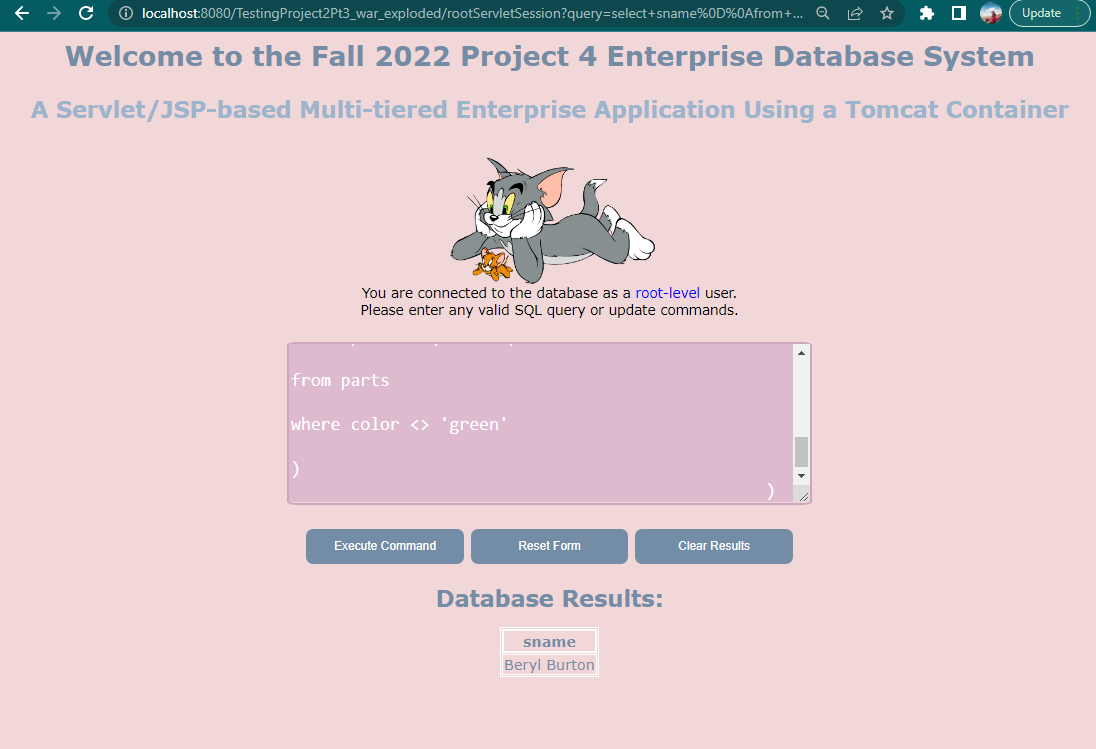 localhost:8080/TestingProject2Pt3_war_exploded/rootServletSession?query=select+sname%0D%0Afrom+...
Update
Welcome to the Fall 2022 Project 4 Enterprise Database System
A Servlet/JSP-based Multi-tiered Enterprise Application Using a Tomcat Container
You are connected to the database as a root-level user.
Please enter any valid SQL query or update commands.
from parts
where color <> 'green'
)
)
Execute Command Reset Form Clear Results
Database Results:
sname
Beryl Burton